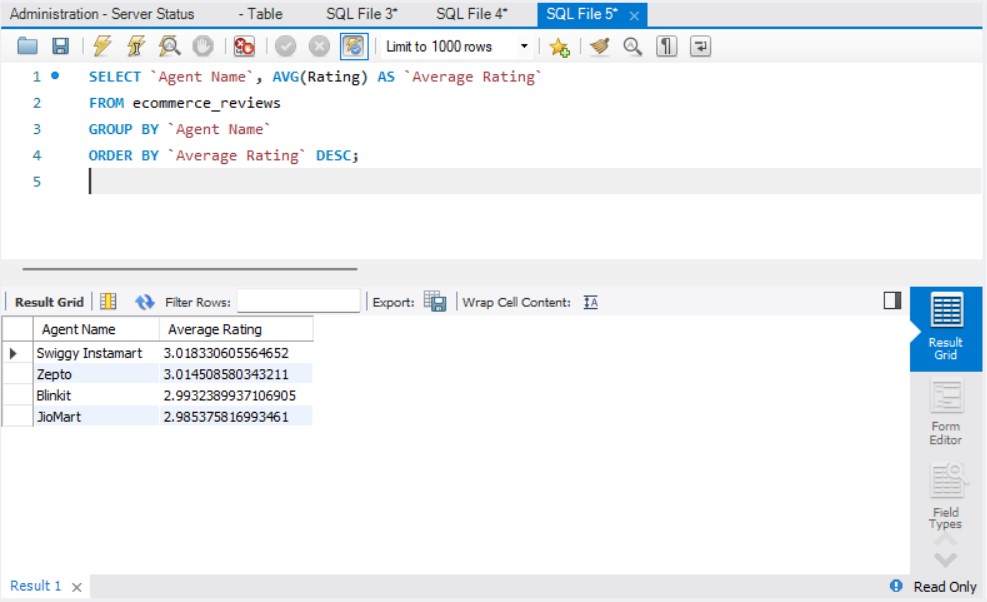 Administration - Server Status - Table SQL File 3* SQL File 4* SQL File 5*
Limit to 1000 rows
1 SELECT `Agent Name`, AVG(Rating) AS `Average Rating`
2 FROM ecommerce_reviews
3 GROUP BY `Agent Name`
4 ORDER BY `Average Rating` DESC;
5
Result Grid Filter Rows: Export: Wrap Cell Content:
Agent Name Average Rating
Swiggy Instamart 3.018330605564652
Zepto 3.014508580343211
Blinkit 2.9932389937106905
JioMart 2.985375816993461
Result
Grid
Form
Editor
Field
Types
Result 1 Read Only